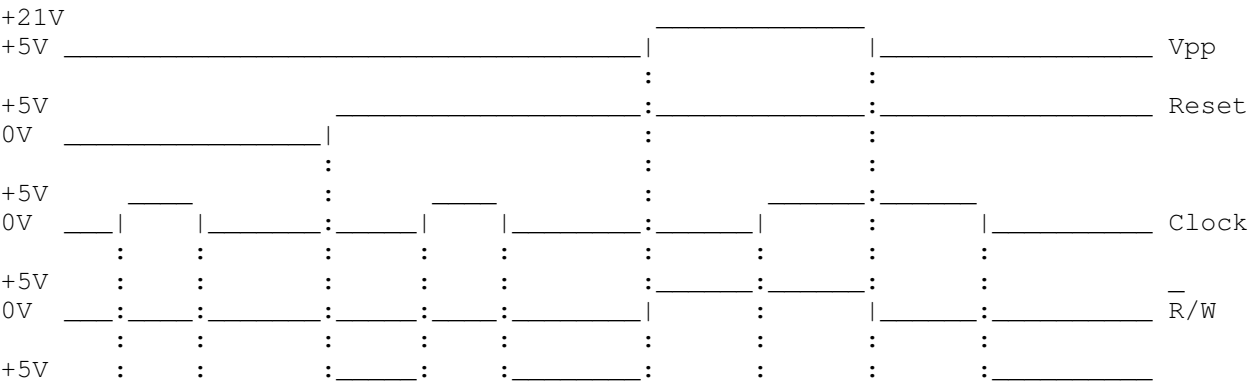 +21V
+5V Vpp
+5V Reset
0V
+5V
0V Clock
+5V _
0V R/W
+5V